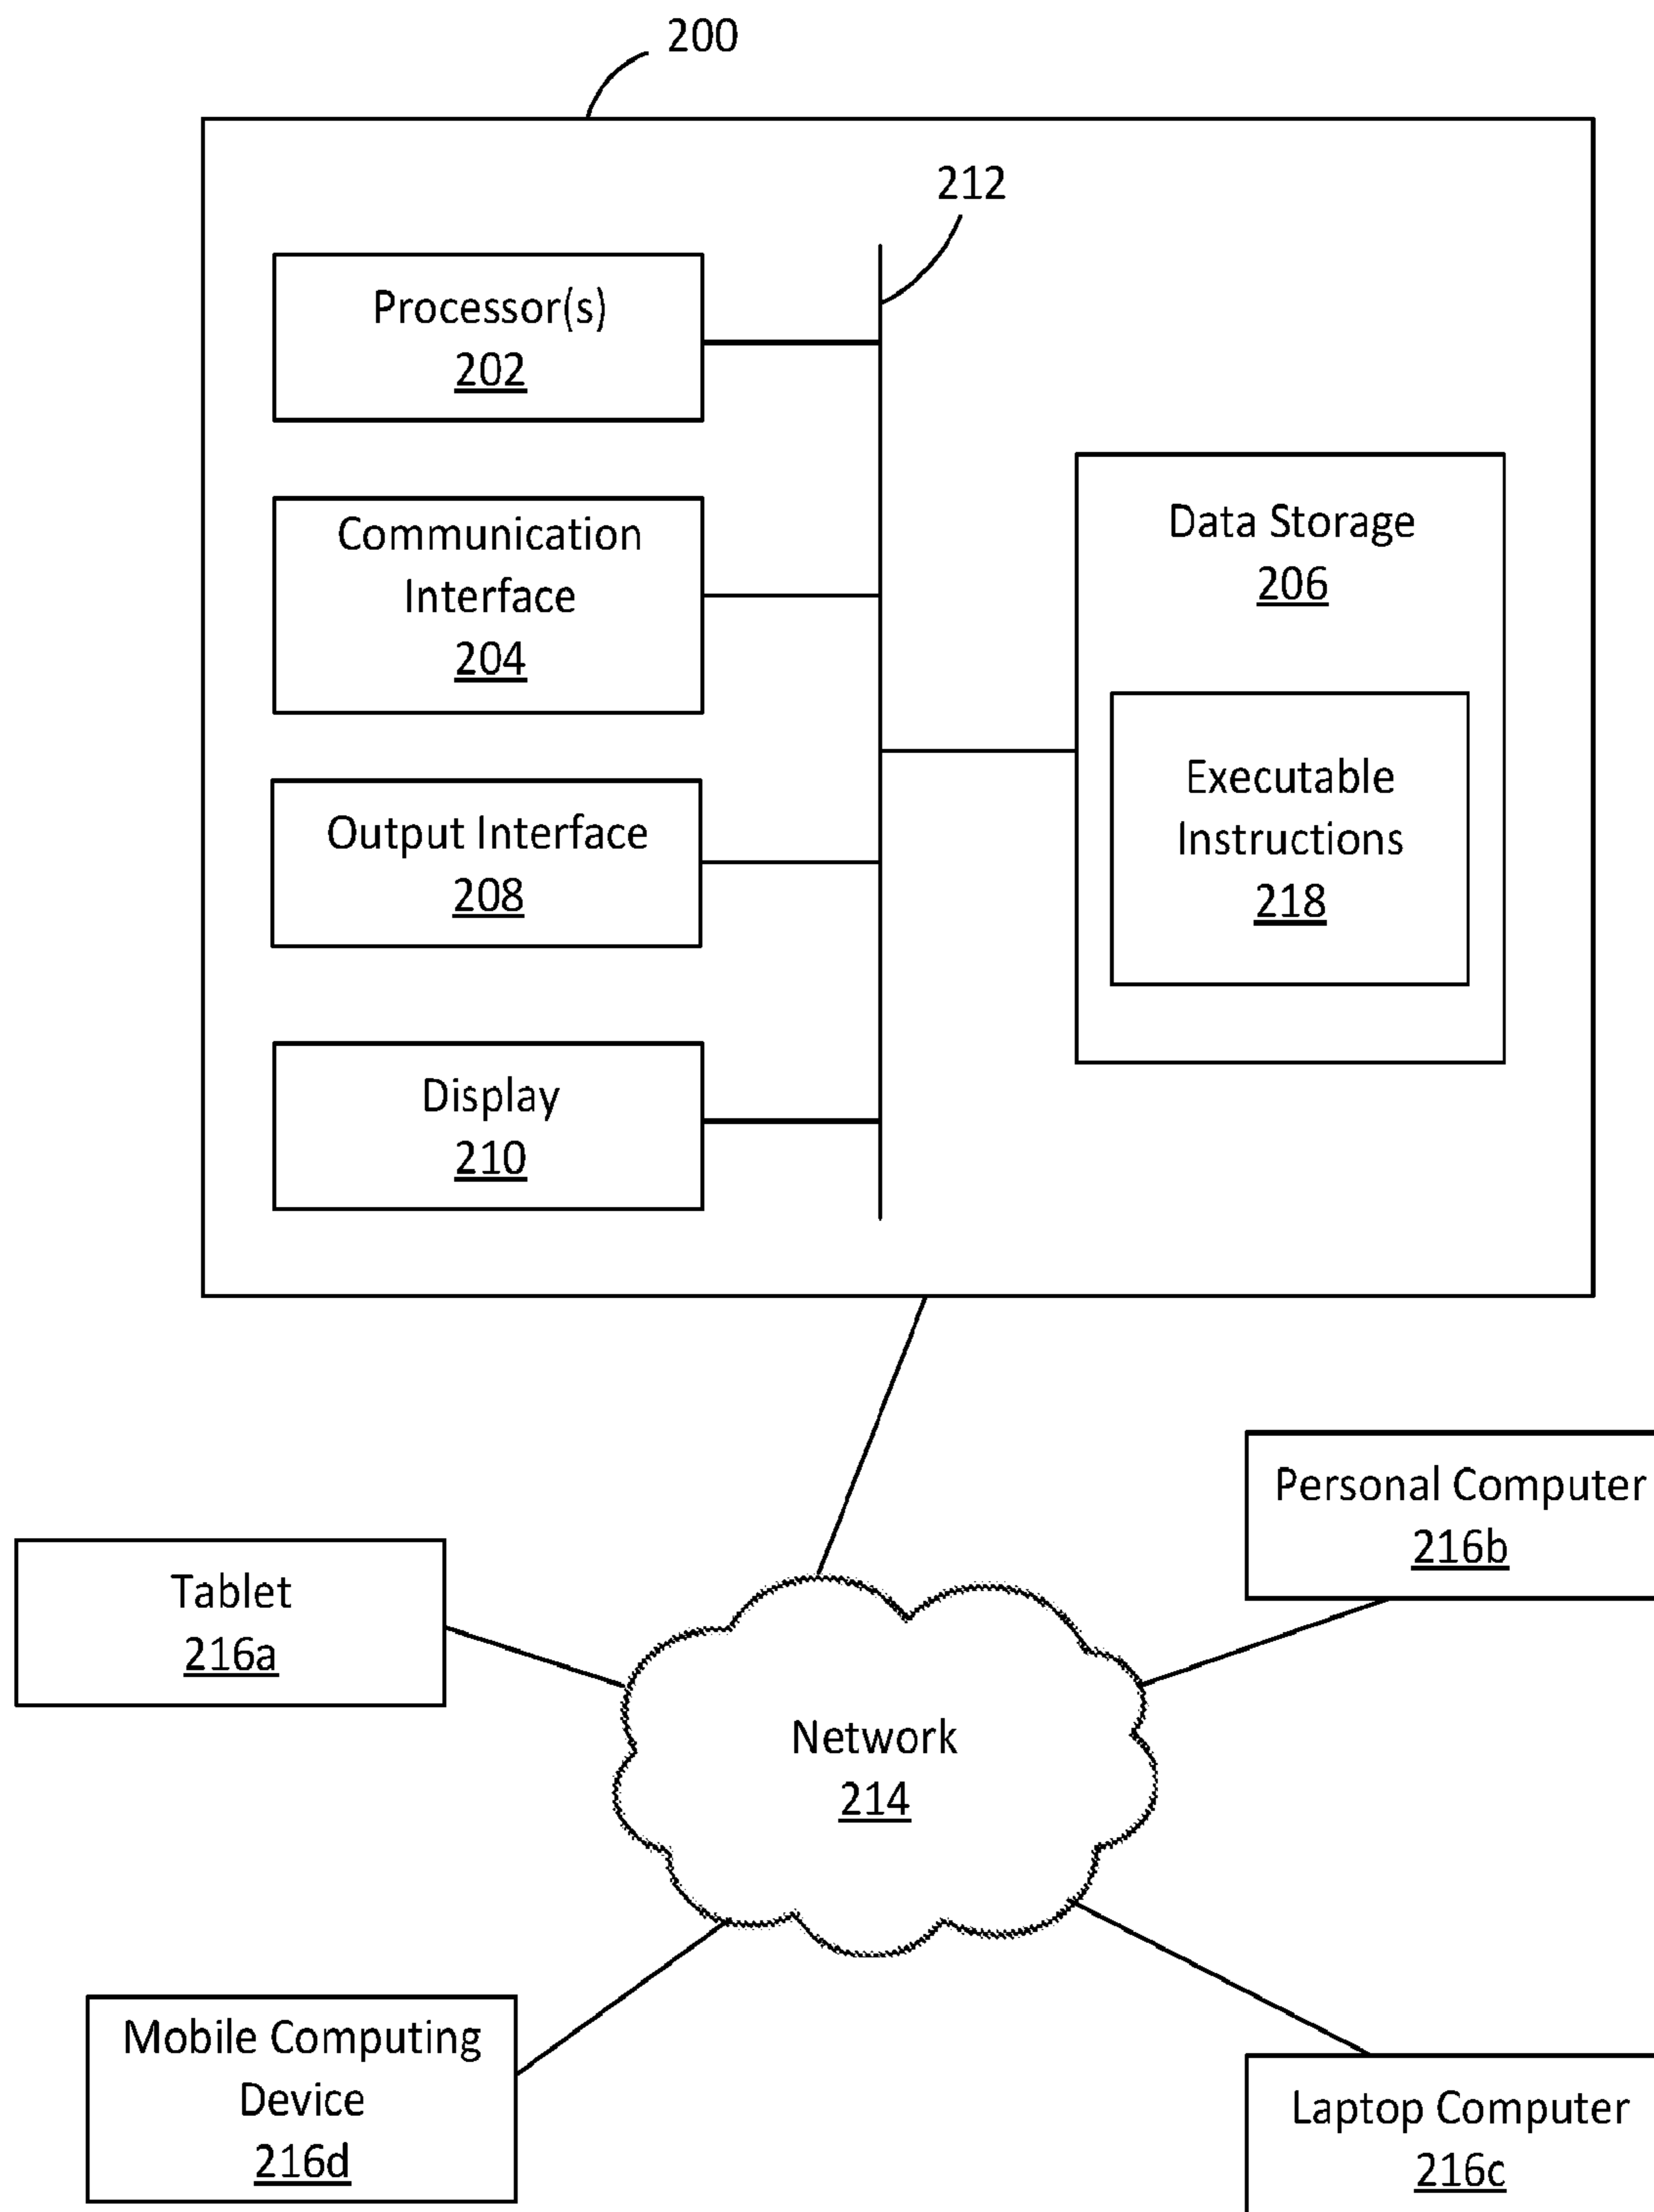 200
212
Processor(s)
202
Communication
Interface
204
Data Storage
206
Executable
Instructions
218
Output Interface
208
Display
210
Personal Computer
216b
Tablet
216a
Network
214
Mobile Computing
Device
216d
Laptop Computer
216c